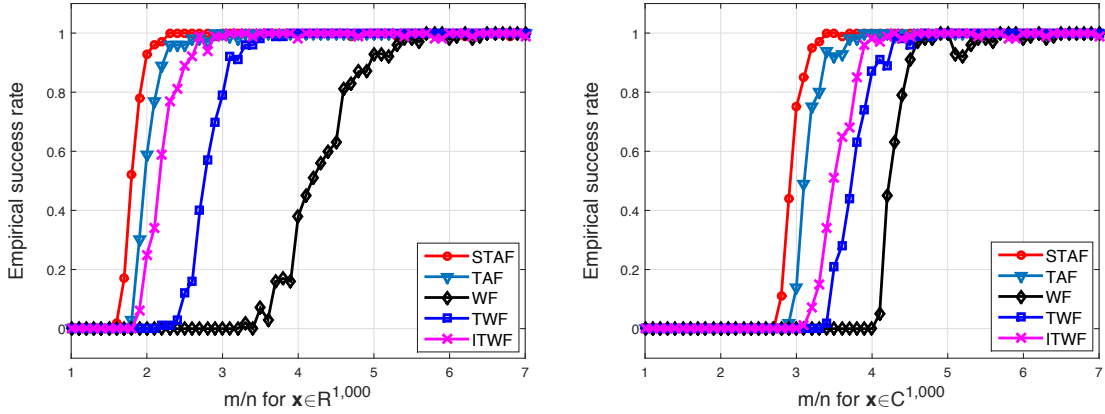 Empirical success rate
1
0.8
0.6
0.4
0.2
0
1 2 3 4 5 6 7
m/n for x∈R^1,000
STAF
TAF
WF
TWF
ITWF
Empirical success rate
1
0.8
0.6
0.4
0.2
0
1 2 3 4 5 6 7
m/n for x∈C^1,000
STAF
TAF
WF
TWF
ITWF